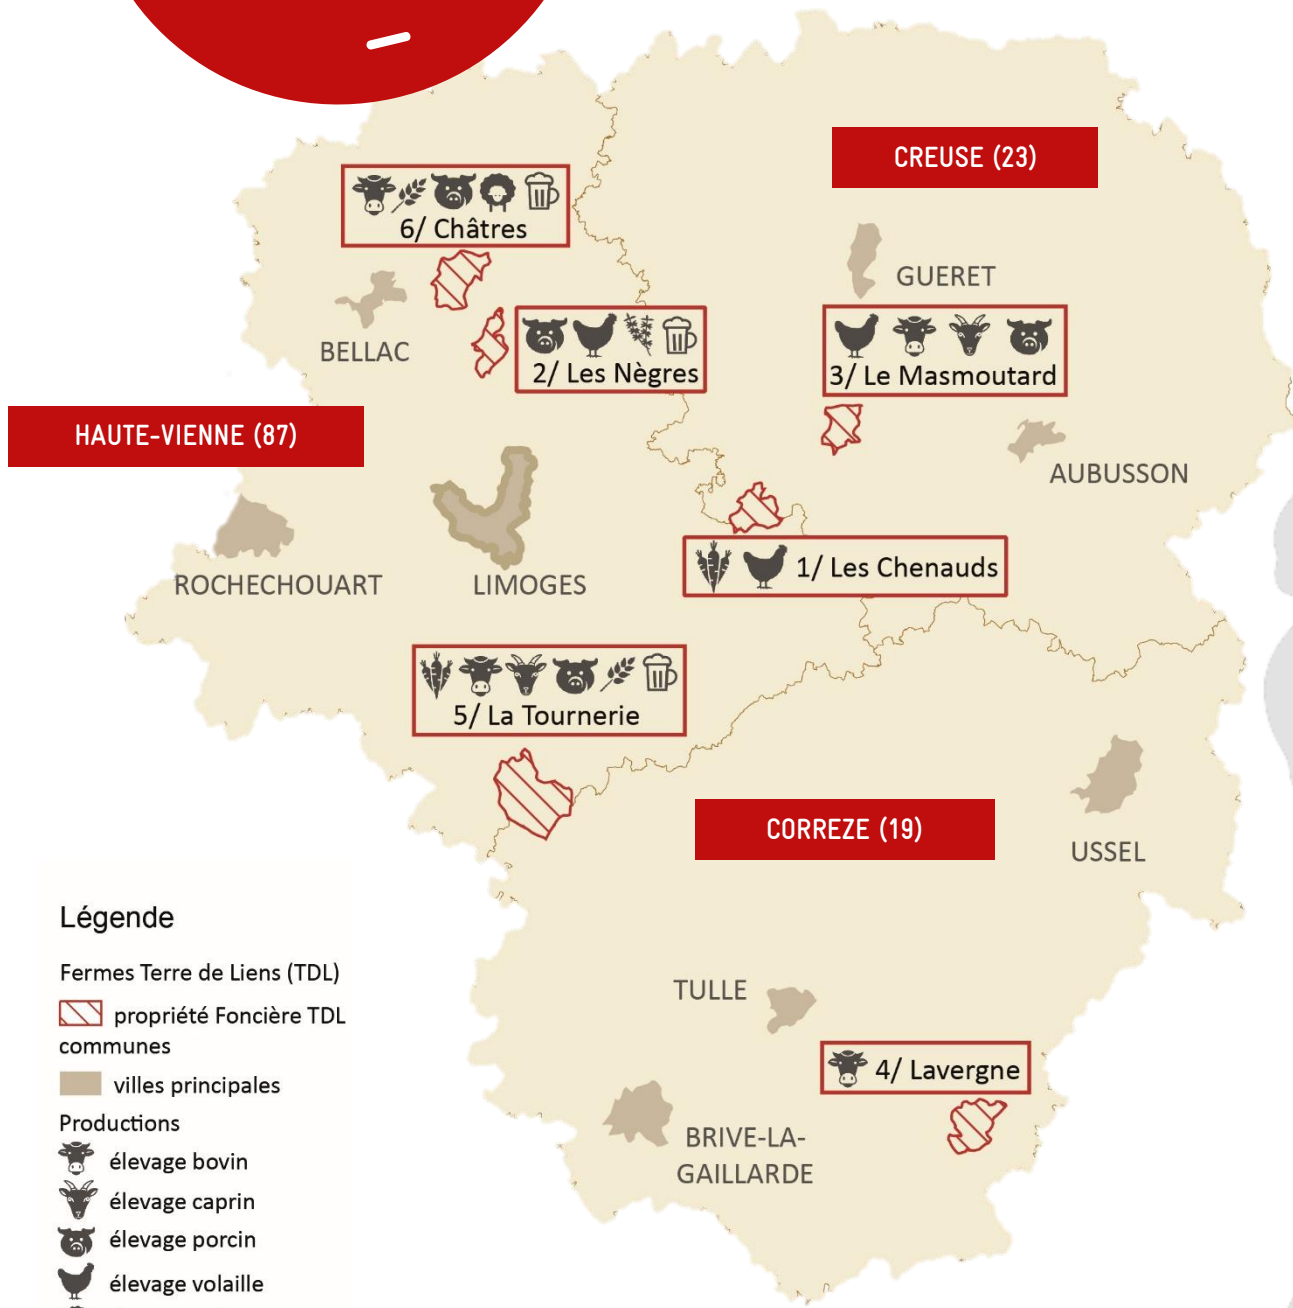 CREUSE (23)
6/ Châtres
GUERET
BELLAC
2/ Les Nègres
3/ Le Masmoutard
HAUTE-VIENNE (87)
AUBUSSON
ROCHECHOUART
LIMOGES
1/ Les Chenauds
5/ La Tournerie
CORREZE (19)
USSEL
TULLE
4/ Lavergne
BRIVE-LA-
GAILLARDE
Légende
Fermes Terre de Liens (TDL)
propriété Foncière TDL
communes
villes principales
Productions
élevage bovin
élevage caprin
élevage porcin
élevage volaille